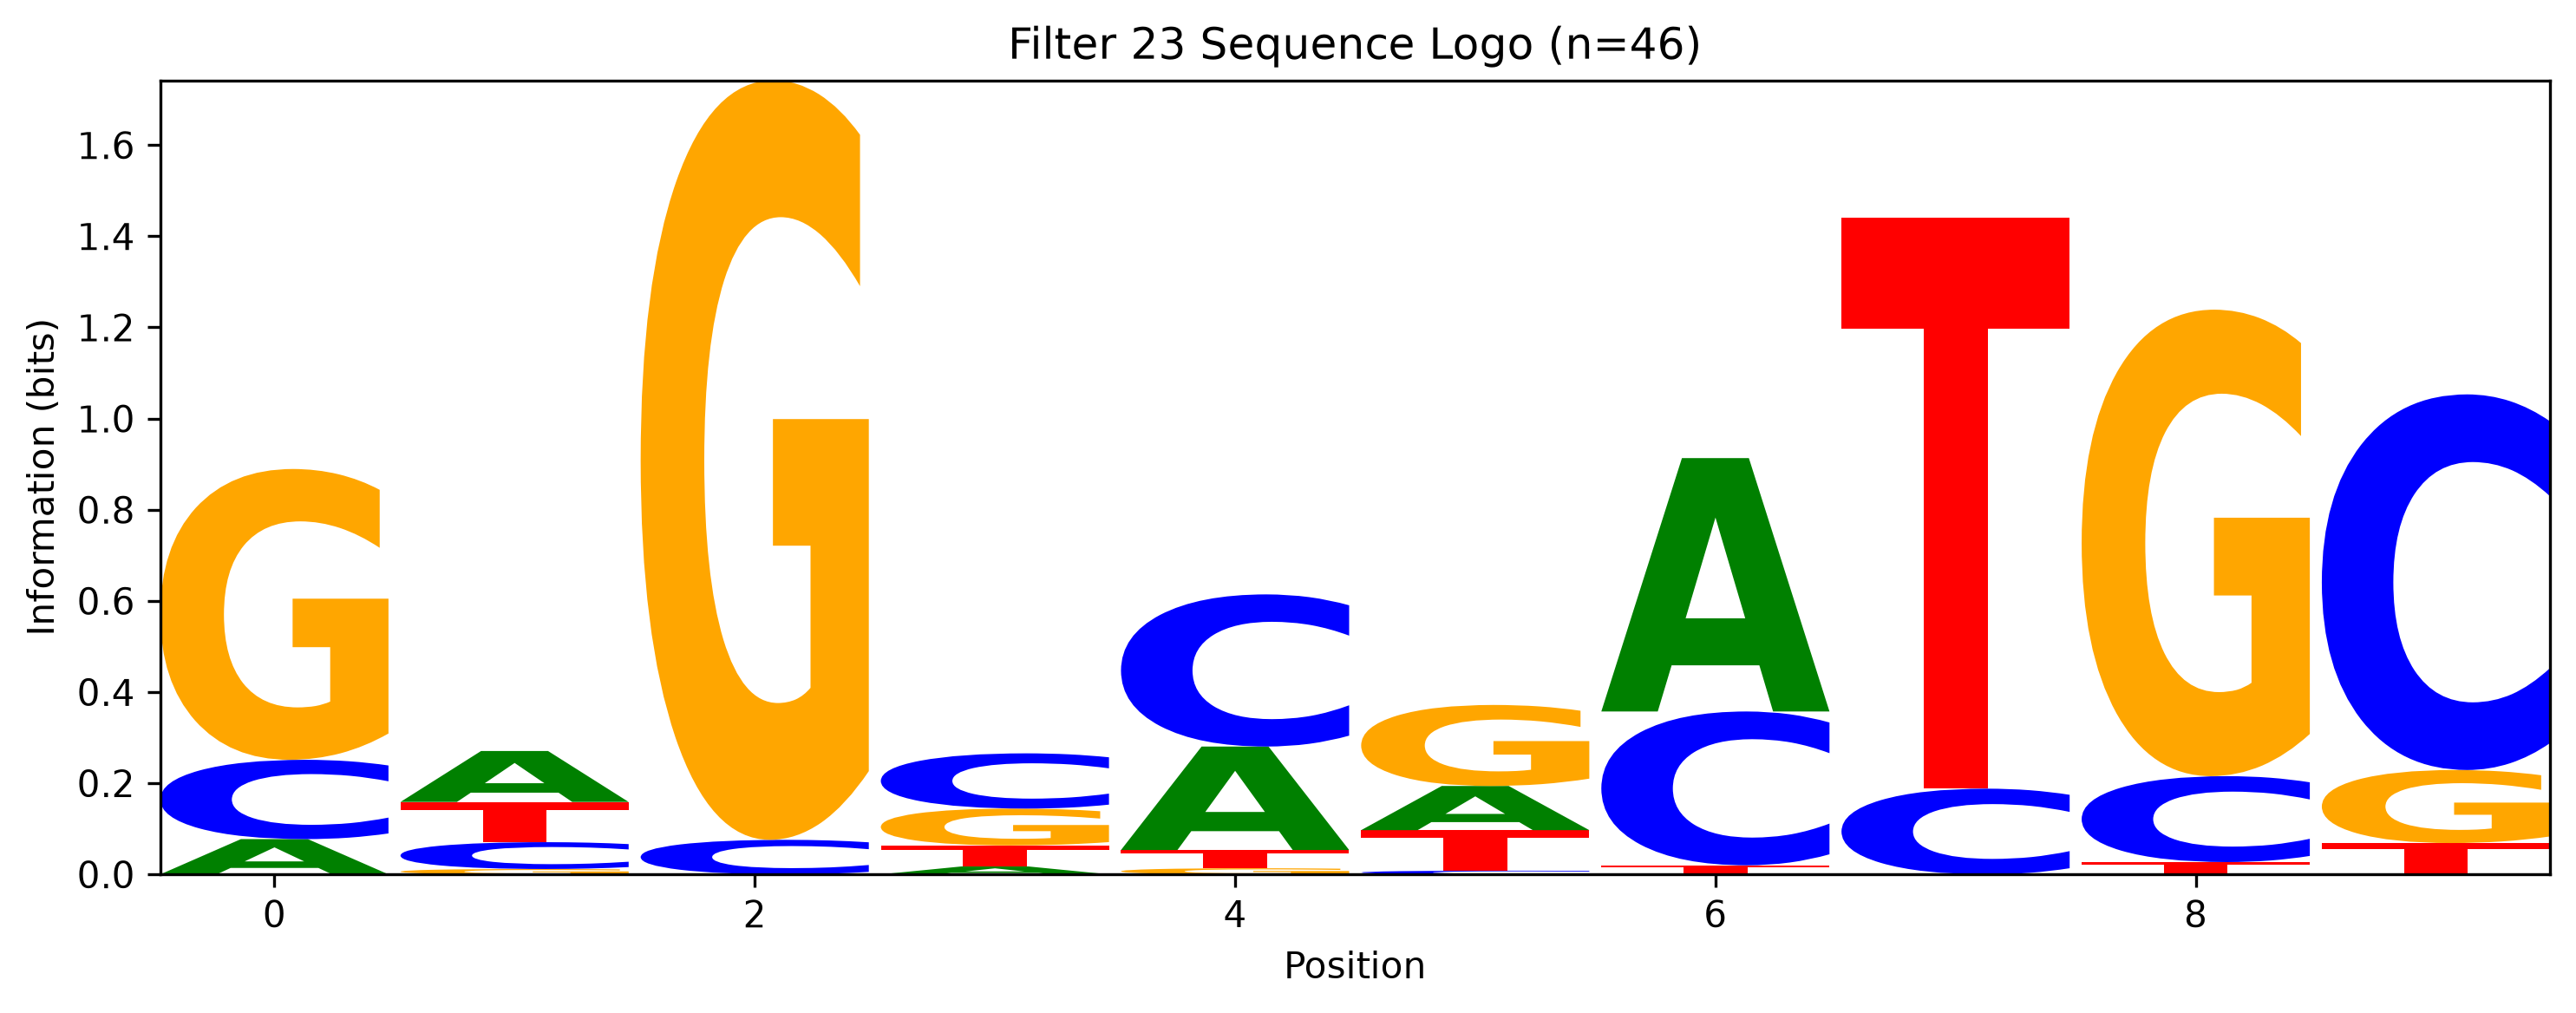 Filter 23 Sequence Logo (n=46)
Information (bits)
1.6
1.4
1.2
1.0
0.8
0.6
0.4
0.2
0.0
G C A
A T C G
G C
C G T A
C A T G
G A T C
A C T
T C
G C T
C G T
0 2 4 6 8
Position